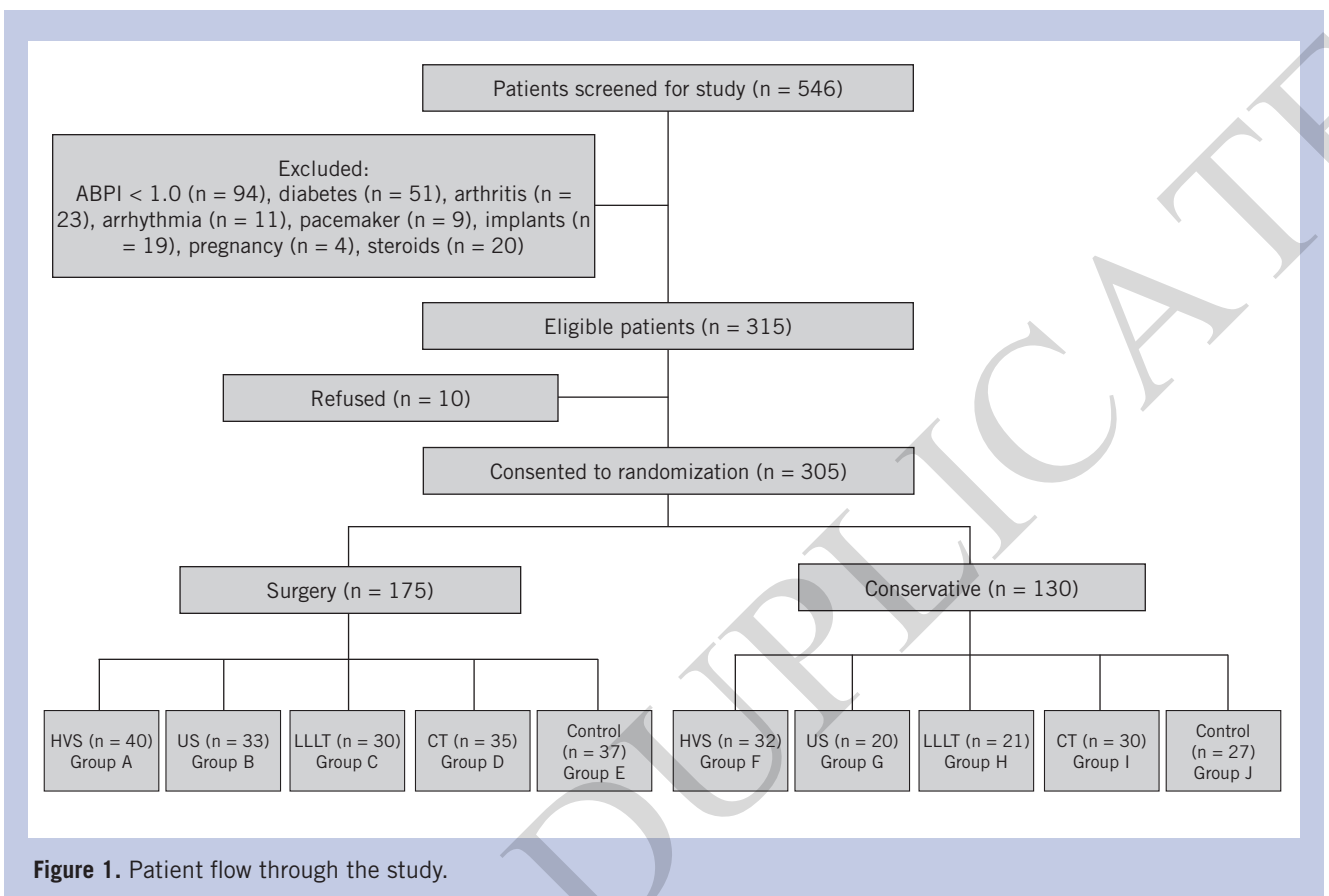 Patients screened for study (n = 546)
Excluded:
ABPI < 1.0 (n = 94), diabetes (n = 51), arthritis (n =
23), arrhythmia (n = 11), pacemaker (n = 9), implants (n
= 19), pregnancy (n = 4), steroids (n = 20)
Eligible patients (n = 315)
Refused (n = 10)
Consented to randomization (n = 305)
Surgery (n = 175)
Conservative (n = 130)
HVS (n = 40)
Group A
US (n = 33)
Group B
LLLT (n = 30)
Group C
CT (n = 35)
Group D
Control
(n = 37)
Group E
HVS (n = 32)
Group F
US (n = 20)
Group G
LLLT (n = 21)
Group H
CT (n = 30)
Group I
Control
(n = 27)
Group J
DUPLICATE
Figure 1. Patient flow through the study.